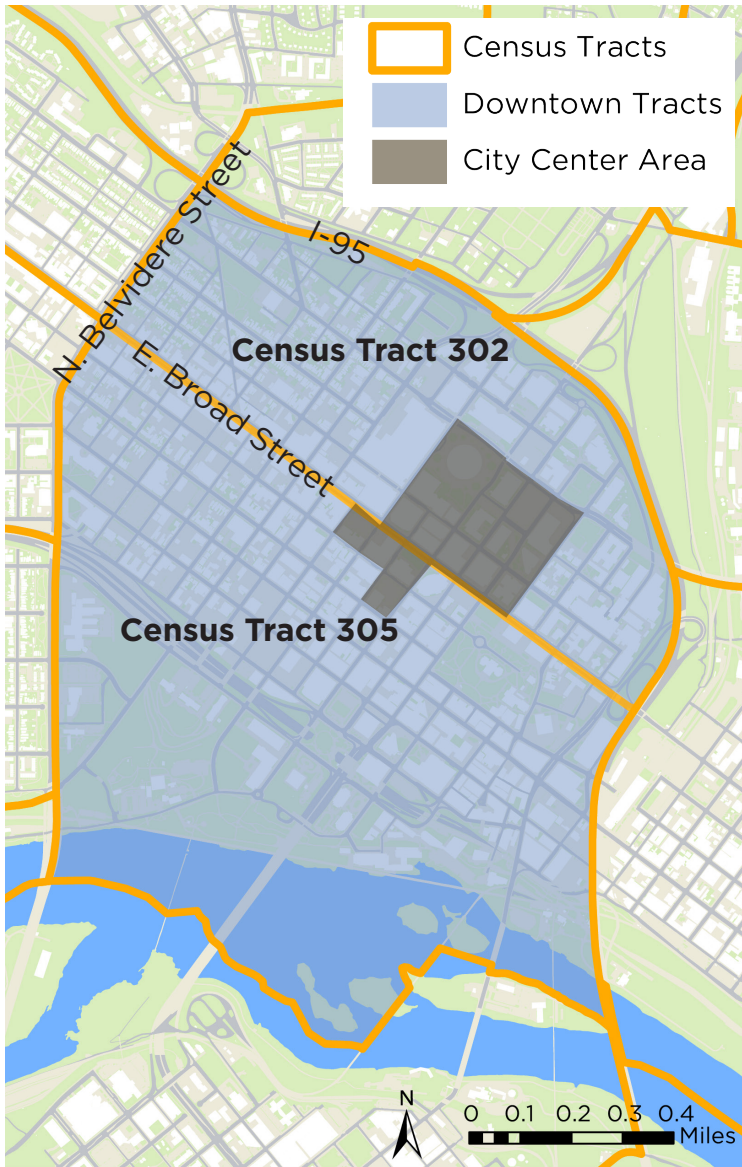 Census Tracts
Downtown Tracts
City Center Area
N. Belvidere Street
I-95
Census Tract 302
E. Broad Street
Census Tract 305
N
0 0.1 0.2 0.3 0.4
Miles